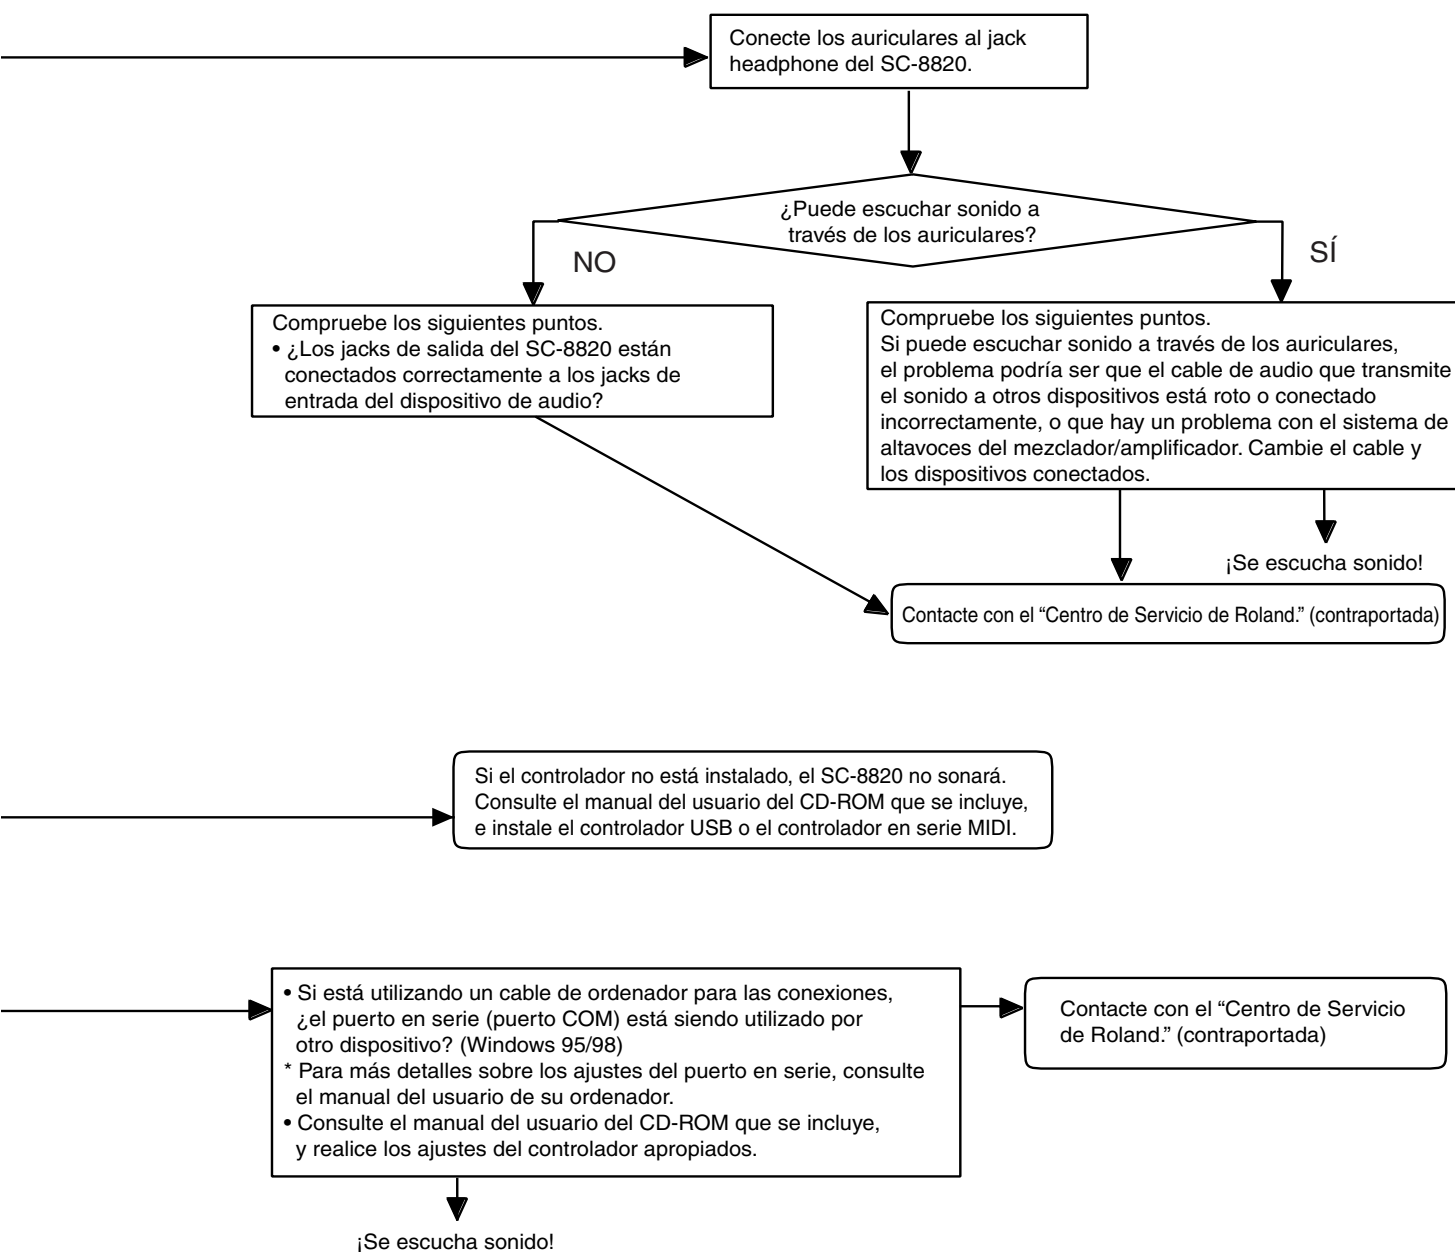 Conecte los auriculares al jack
headphone del SC-8820.
¿Puede escuchar sonido a
través de los auriculares?
NO
SÍ
Compruebe los siguientes puntos.
• ¿Los jacks de salida del SC-8820 están
conectados correctamente a los jacks de
entrada del dispositivo de audio?
Compruebe los siguientes puntos.
Si puede escuchar sonido a través de los auriculares,
el problema podría ser que el cable de audio que transmite
el sonido a otros dispositivos está roto o conectado
incorrectamente, o que hay un problema con el sistema de
altavoces del mezclador/amplificador. Cambie el cable y
los dispositivos conectados.
¡Se escucha sonido!
Contacte con el “Centro de Servicio de Roland.” (contraportada)
Si el controlador no está instalado, el SC-8820 no sonará.
Consulte el manual del usuario del CD-ROM que se incluye,
e instale el controlador USB o el controlador en serie MIDI.
• Si está utilizando un cable de ordenador para las conexiones,
¿el puerto en serie (puerto COM) está siendo utilizado por
otro dispositivo? (Windows 95/98)
* Para más detalles sobre los ajustes del puerto en serie, consulte
el manual del usuario de su ordenador.
• Consulte el manual del usuario del CD-ROM que se incluye,
y realice los ajustes del controlador apropiados.
Contacte con el “Centro de Servicio
de Roland.” (contraportada)
¡Se escucha sonido!